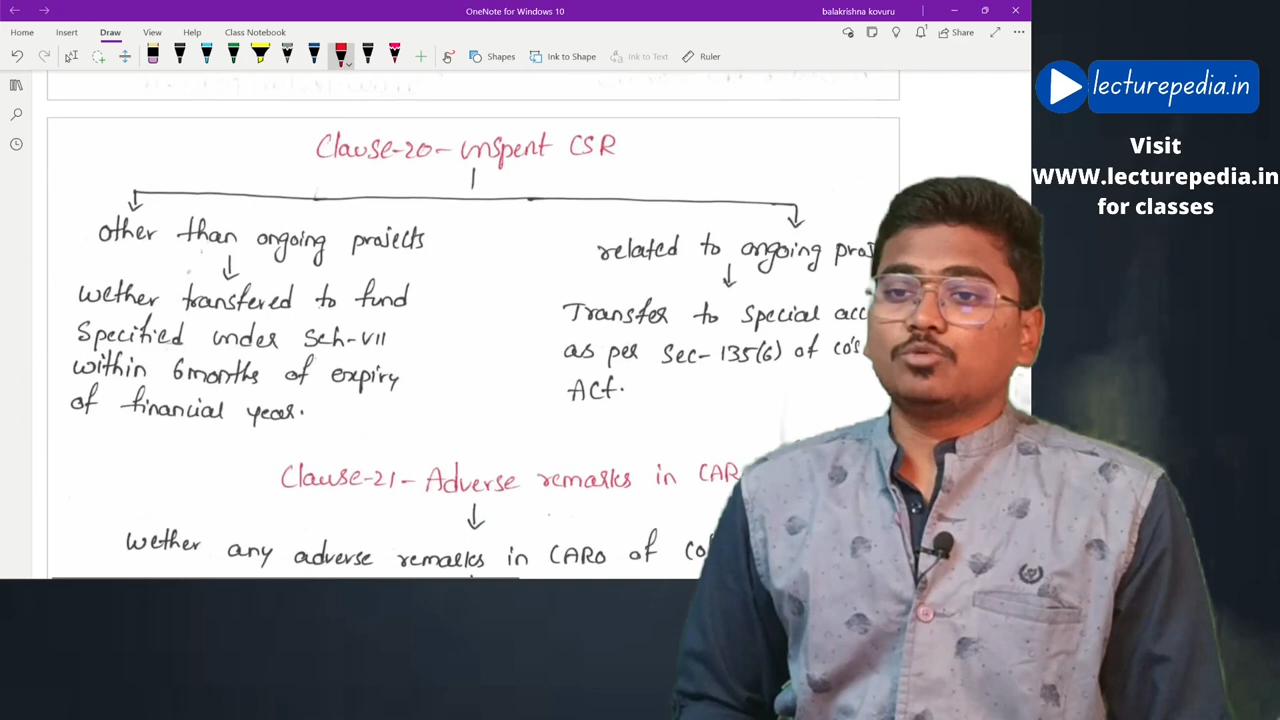 OneNote for Windows 10
balakrishna kovuru
Home Insert Draw View Help Class Notebook
Share
Shapes Ink to Shape Ink to Text Ruler
lecturepedia.in
Visit
WWW.lecturepedia.in
for classes
Clause-20- unspent CSR
other than ongoing projects
related to ongoing proj
wether transfered to fund
Specified under Sch-VII
within 6months of expiry
of financial year.
Transfer to special acc
as per Sec-135(6) of co's
Act.
Clause-21- Adverse remarks in CAR
wether any adverse remarks in CARO of co